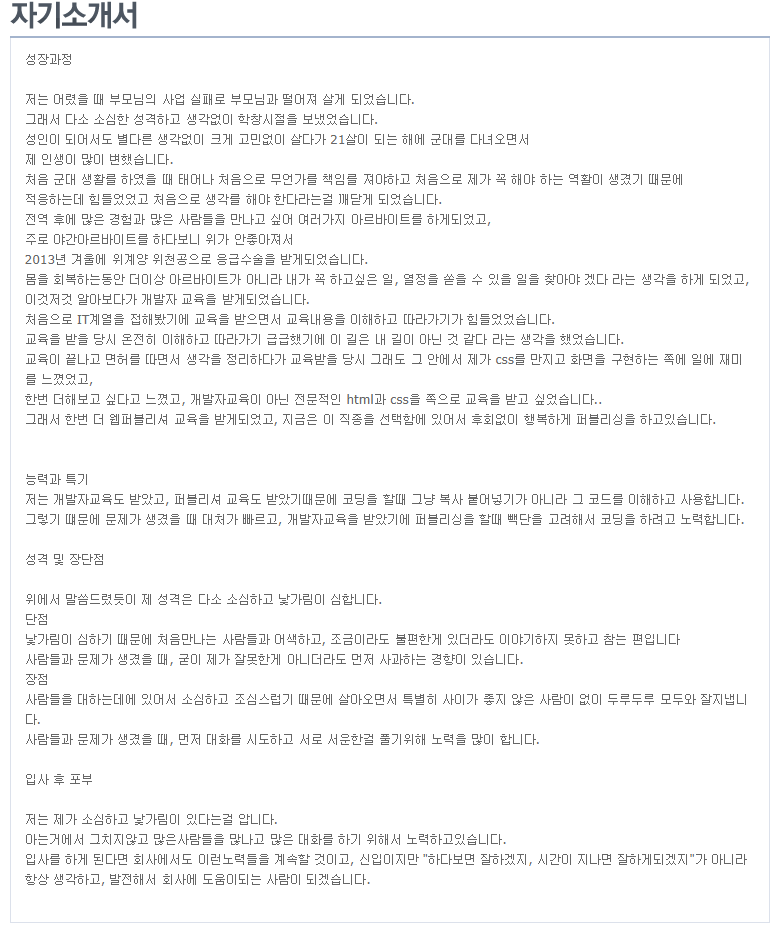 자기소개서
성장과정
저는 어렸을 때 부모님의 사업 실패로 부모님과 떨어져 살게 되었습니다.
그래서 다소 소심한 성격하고 생각없이 학창시절을 보냈었습니다.
성인이 되어서도 별다른 생각없이 크게 고민없이 살다가 21살이 되는 해에 군대를 다녀오면서
제 인생이 많이 변했습니다.
처음 군대 생활를 하였을 때 태어나 처음으로 무언가를 책임를 져야하고 처음으로 제가 꼭 해야 하는 역활이 생겼기 때문에
적응하는데 힘들었었고 처음으로 생각를 해야 한다라는걸 깨닫게 되었습니다.
전역 후에 많은 경험과 많은 사람들을 만나고 싶어 여러가지 아르바이트를 하게되었고,
주로 야간아르바이트를 하다보니 위가 안좋아져서
2013년 겨울에 위계양 위천공으로 응급수술을 받게되었습니다.
몸을 회복하는동안 더이상 아르바이트가 아니라 내가 꼭 하고싶은 일, 열정을 쏟을 수 있을 일을 찾아야 겠다 라는 생각을 하게 되었고,
이것저것 알아보다가 개발자 교육을 받게되었습니다.
처음으로 IT계열을 접해봤기에 교육을 받으면서 교육내용을 이해하고 따라가기가 힘들었었습니다.
교육을 받을 당시 온전히 이해하고 따라가기 급급했기에 이 길은 내 길이 아닌 것 같다 라는 생각을 했었습니다.
교육이 끝나고 면허를 따면서 생각을 정리하다가 교육받을 당시 그래도 그 안에서 제가 css를 만지고 화면을 구현하는 쪽에 일에 재미
를 느꼈었고,
한번 더해보고 싶다고 느꼈고, 개발자교육이 아닌 전문적인 html과 css을 쪽으로 교육을 받고 싶었습니다..
그래서 한번 더 웹퍼블리셔 교육을 받게되었고, 지금은 이 직종을 선택함에 있어서 후회없이 행복하게 퍼블리싱을 하고있습니다.
능력과 특기
저는 개발자교육도 받았고, 퍼블리셔 교육도 받았기때문에 코딩을 할때 그냥 복사 붙어넣기가 아니라 그 코드를 이해하고 사용합니다.
그렇기 떄문에 문제가 생겼을 때 대처가 빠르고, 개발자교육을 받았기에 퍼블리싱을 할때 빽단을 고려해서 코딩을 하려고 노력합니다.
성격 및 장단점
위에서 말씀드렸듯이 제 성격은 다소 소심하고 낯가림이 심합니다.
단점
낯가림이 심하기 때문에 처음만나는 사람들과 어색하고, 조금이라도 불편한게 있더라도 이야기하지 못하고 참는 편입니다
사람들과 문제가 생겼을 때, 굳이 제가 잘못한게 아니더라도 먼저 사과하는 경향이 있습니다.
장점
사람들을 대하는데에 있어서 소심하고 조심스럽기 때문에 살아오면서 특별히 사이가 좋지 않은 사람이 없이 두루두루 모두와 잘지냅니
다.
사람들과 문제가 생겼을 때, 먼저 대화를 시도하고 서로 서운한걸 풀기위해 노력을 많이 합니다.
입사 후 포부
저는 제가 소심하고 낯가림이 있다는걸 압니다.
아는거에서 그치지않고 많은사람들을 많나고 많은 대화를 하기 위해서 노력하고있습니다.
입사를 하게 된다면 회사에서도 이런노력들을 계속할 것이고, 신입이지만 "하다보면 잘하겠지, 시간이 지나면 잘하게되겠지"가 아니라
항상 생각하고, 발전해서 회사에 도움이되는 사람이 되겠습니다.